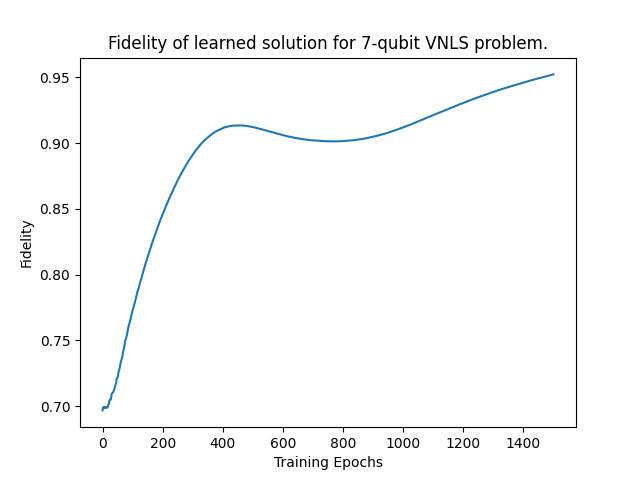 Fidelity of learned solution for 7-qubit VNLS problem.
0.95
0.90
0.85
0.80
0.75
0.70
Fidelity
0 200 400 600 800 1000 1200 1400
Training Epochs